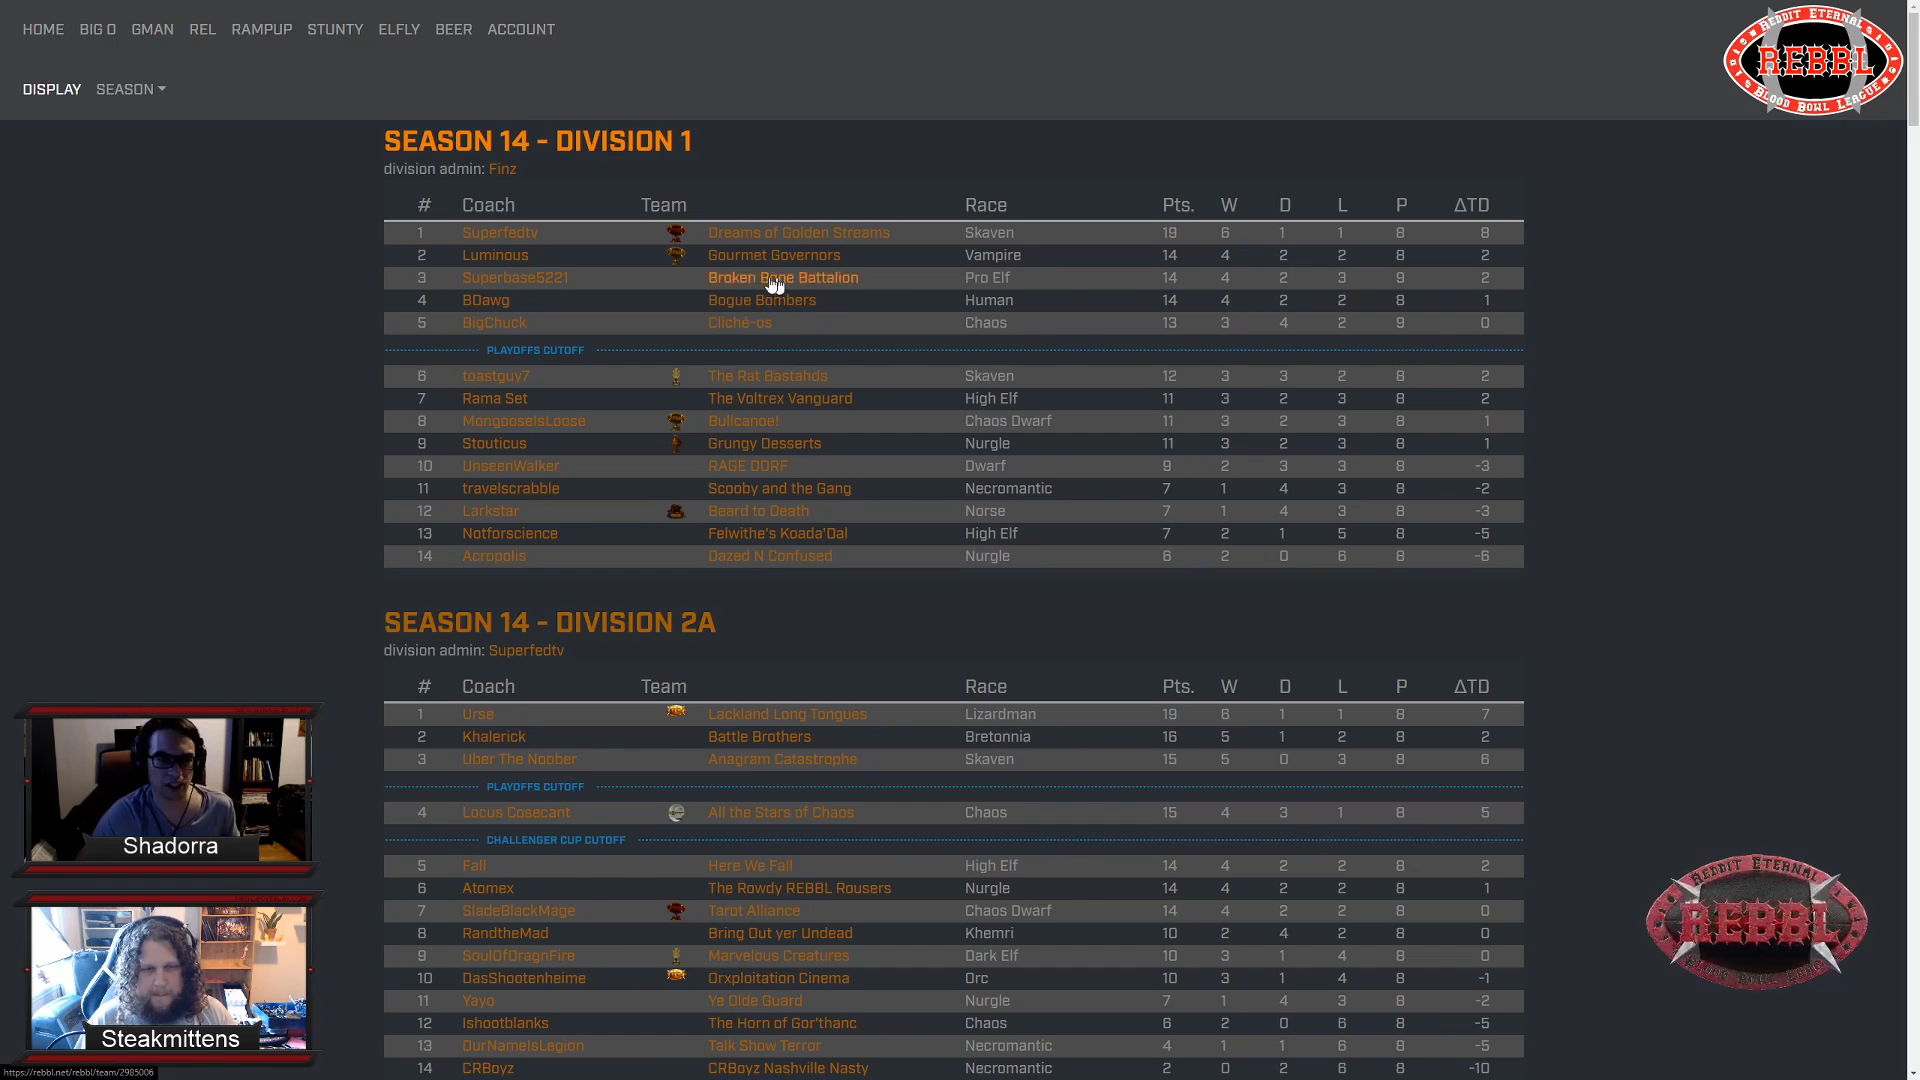 HOME BIG O GMAN REL RAMPUP STUNTY ELFLY BEER ACCOUNT
DISPLAY SEASON
REDDIT ETERNAL
REBBL
BLOOD BOWL LEAGUE
SEASON 14 - DIVISION 1
division admin: Finz
# Coach Team Race Pts. W D L P ΔTD
1 Superfedtv Dreams of Golden Streams Skaven 19 6 1 1 8 8
2 Luminous Gourmet Governors Vampire 14 4 2 2 8 2
3 Superbase5221 Broken Bone Battalion Pro Elf 14 4 2 3 9 2
4 BDawg Bogue Bombers Human 14 4 2 2 8 1
5 BigChuck Cliché-os Chaos 13 3 4 2 9 0
PLAYOFFS CUTOFF
6 toastguy7 The Rat Bastahds Skaven 12 3 3 2 8 2
7 Rama Set The Voltrex Vanguard High Elf 11 3 2 3 8 2
8 MongooseIsLoose Bullcanoe! Chaos Dwarf 11 3 2 3 8 1
9 Stouticus Grungy Desserts Nurgle 11 3 2 3 8 1
10 UnseenWalker RAGE DORF Dwarf 9 2 3 3 8 -3
11 travelscrabble Scooby and the Gang Necromantic 7 1 4 3 8 -2
12 Larkstar Beard to Death Norse 7 1 4 3 8 -3
13 Notforscience Felwithe's Koada'Dal High Elf 7 2 1 5 8 -5
14 Acropolis Dazed N Confused Nurgle 6 2 0 6 8 -6
SEASON 14 - DIVISION 2A
division admin: Superfedtv
# Coach Team Race Pts. W D L P ΔTD
1 Urse Lackland Long Tongues Lizardman 19 6 1 1 8 7
2 Khalerick Battle Brothers Bretonnia 16 5 1 2 8 2
3 Uber The Noober Anagram Catastrophe Skaven 15 5 0 3 8 6
PLAYOFFS CUTOFF
4 Locus Cosecant All the Stars of Chaos Chaos 15 4 3 1 8 5
CHALLENGER CUP CUTOFF
5 Fall Here We Fall High Elf 14 4 2 2 8 2
6 Atomex The Rowdy REBBL Rousers Nurgle 14 4 2 2 8 1
7 SladeBlackMage Tarot Alliance Chaos Dwarf 14 4 2 2 8 0
8 RandtheMad Bring Out yer Undead Khemri 10 2 4 2 8 0
9 SoulOfDragnFire Marvelous Creatures Dark Elf 10 3 1 4 8 0
10 DasShootenheime Orxploitation Cinema Orc 10 3 1 4 8 -1
11 Yayo Ye Olde Guard Nurgle 7 1 4 3 8 -2
12 Ishootblanks The Horn of Gor'thanc Chaos 6 2 0 6 8 -5
13 DurNameIsLegion Talk Show Terror Necromantic 4 1 1 6 8 -5
14 CRBoyz CRBoyz Nashville Nasty Necromantic 2 0 2 6 8 -10
Shadorra
Steakmittens
REDDIT ETERNAL
REBBL
BLOOD BOWL LEAGUE
https://rebbl.net/rebbl/team/2985006